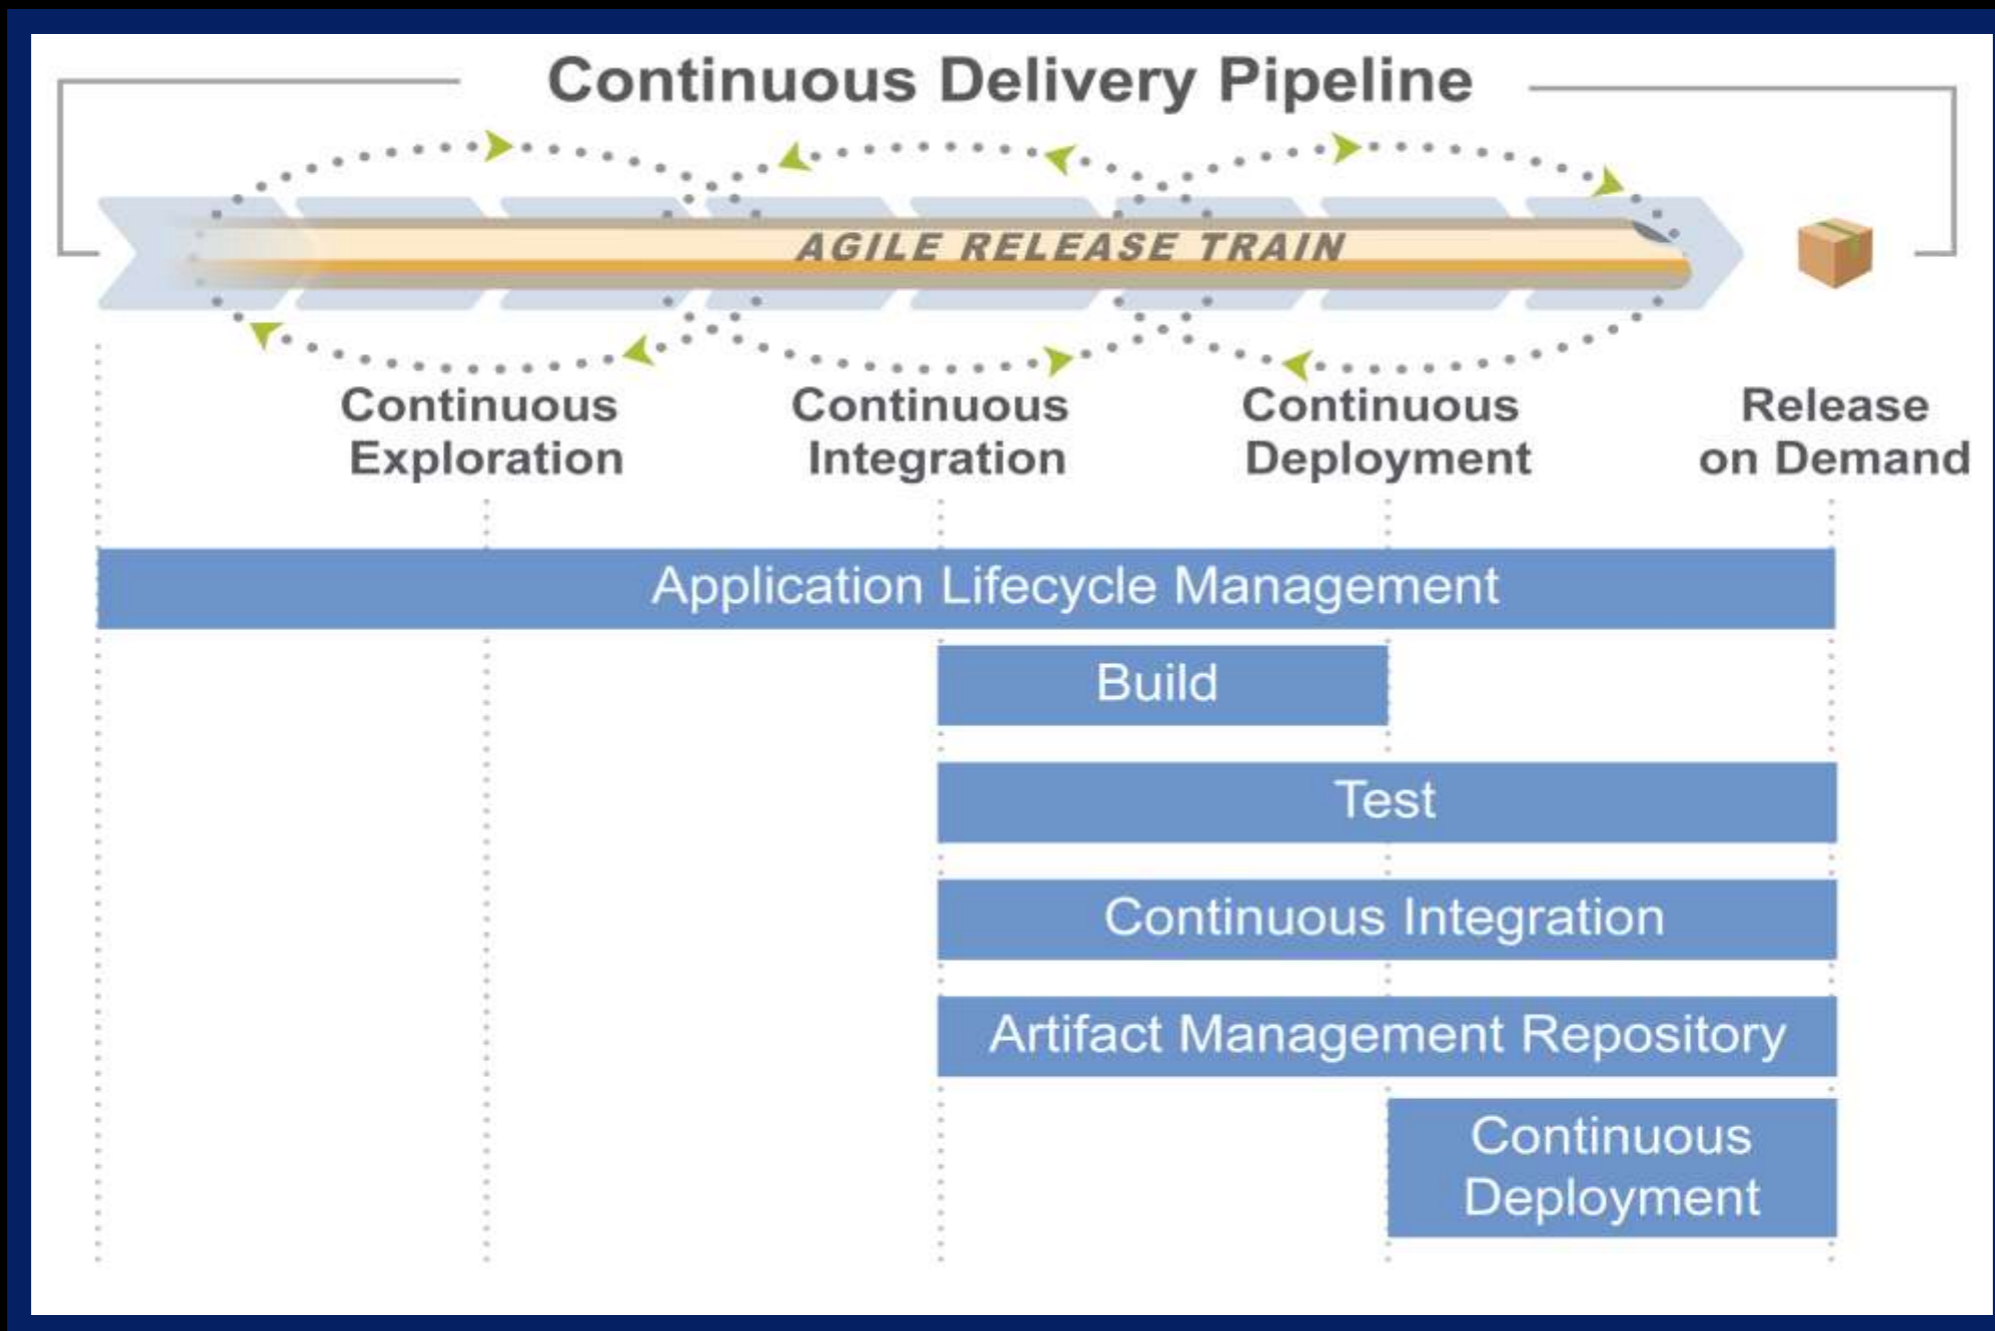 Continuous Delivery Pipeline
AGILE RELEASE TRAIN
Continuous
Exploration
Continuous
Integration
Continuous
Deployment
Release
on Demand
Application Lifecycle Management
Build
Test
Continuous Integration
Artifact Management Repository
Continuous
Deployment